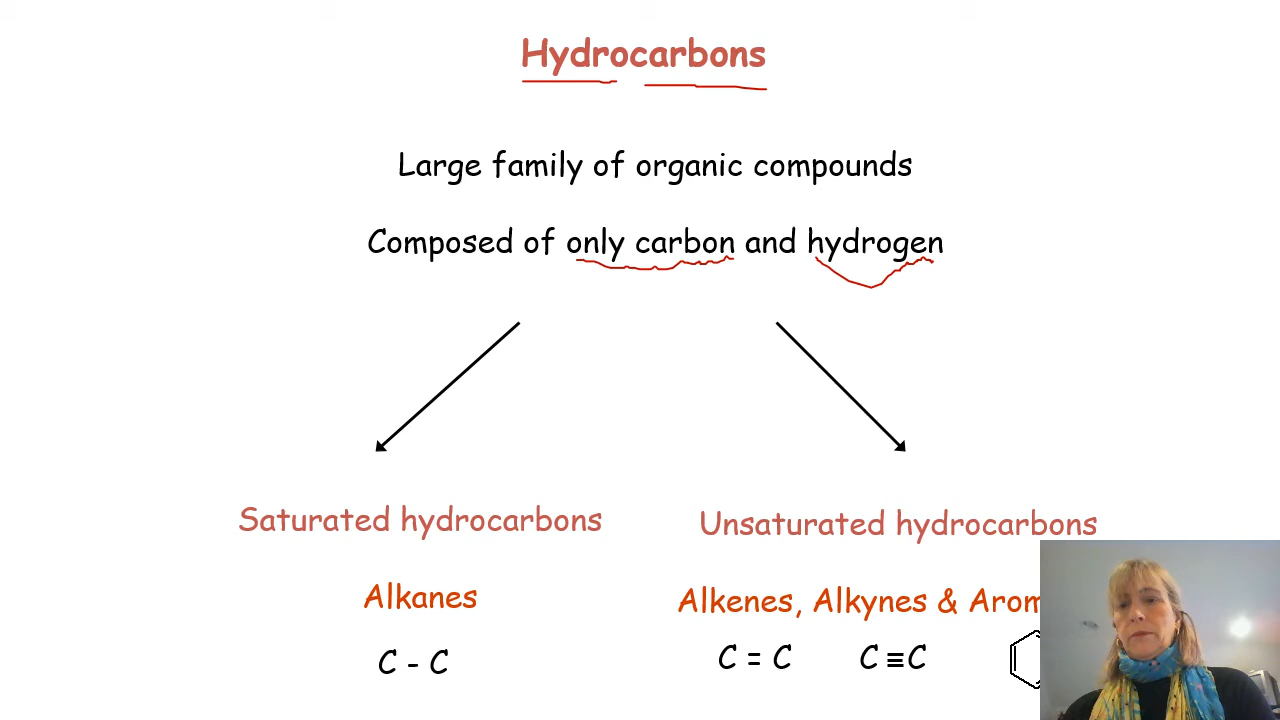 Hydrocarbons
Large family of organic compounds
Composed of only carbon and hydrogen
Saturated hydrocarbons
Unsaturated hydrocarbons
Alkanes
Alkenes, Alkynes & Arom
C - C
C = C
C ≡ C